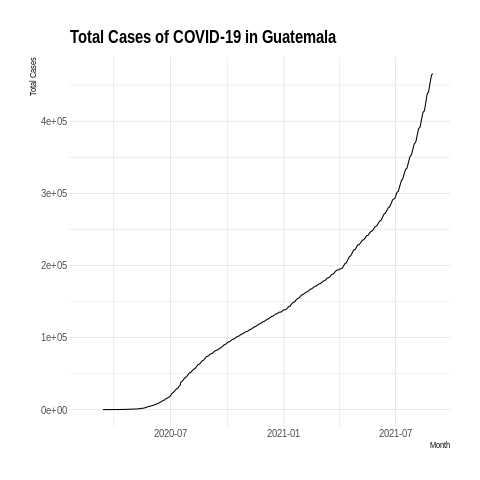 Total Cases of COVID-19 in Guatemala
Total Cases
4e+05
3e+05
2e+05
1e+05
0e+00
2020-07 2021-01 2021-07
Month